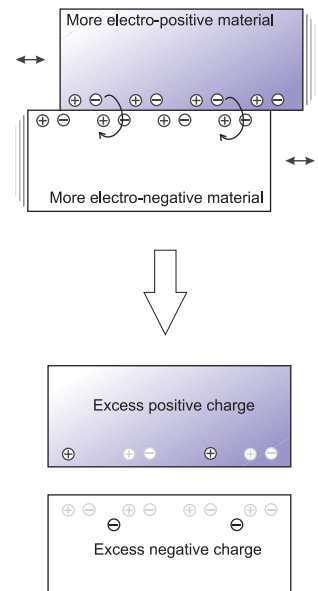 More electro-positive material
⊕ ⊖ ⊕ ⊖ ⊕ ⊖ ⊕ ⊖
⊕ ⊖ ⊕ ⊖ ⊕ ⊖ ⊕ ⊖
More electro-negative material
Excess positive charge
⊕ ⊕ ⊖ ⊕ ⊕ ⊖
⊕ ⊖ ⊕ ⊖ ⊕ ⊖ ⊕ ⊖
⊖ ⊖
Excess negative charge